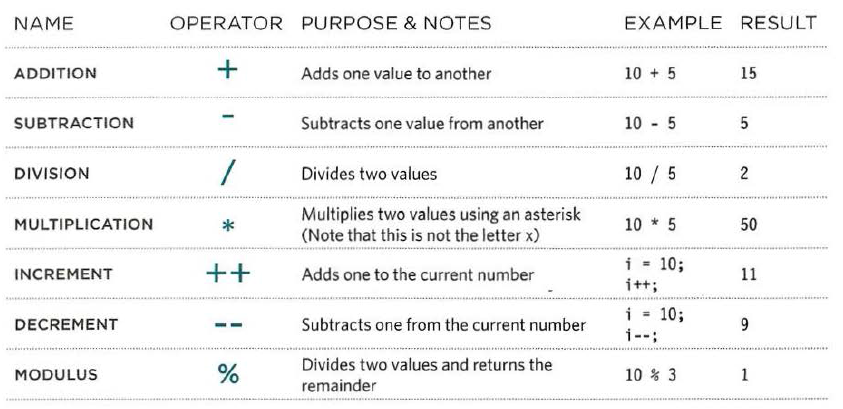 NAME OPERATOR PURPOSE & NOTES EXAMPLE RESULT
ADDITION + Adds one value to another 10 + 5 15
SUBTRACTION - Subtracts one value from another 10 - 5 5
DIVISION / Divides two values 10 / 5 2
MULTIPLICATION * Multiplies two values using an asterisk 10 * 5 50
(Note that this is not the letter x)
INCREMENT ++ Adds one to the current number i = 10; 11
i++;
DECREMENT -- Subtracts one from the current number i = 10; 9
i--;
MODULUS % Divides two values and returns the 10 % 3 1
remainder